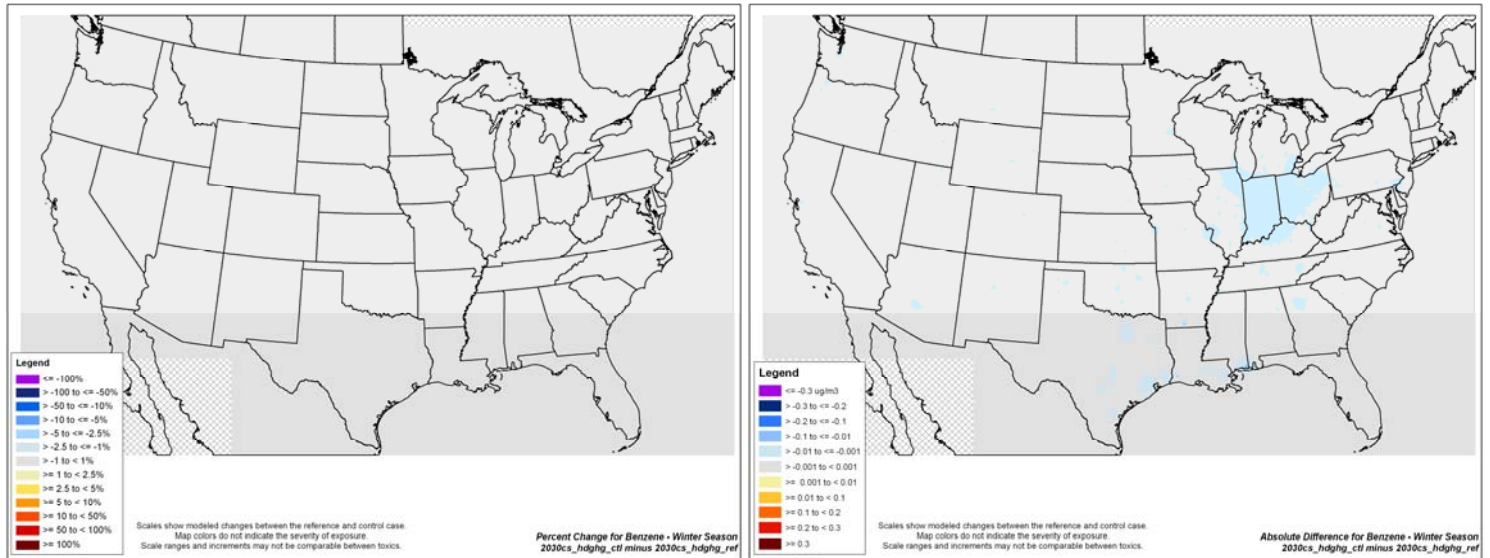 Legend
<= -100%
> -100 to <= -50%
> -50 to <= -10%
> -10 to <= -5%
> -5 to <= -2.5%
> -2.5 to <= -1%
> -1 to < 1%
>= 1 to < 2.5%
>= 2.5 to < 5%
>= 5 to < 10%
>= 10 to < 50%
>= 50 to < 100%
>= 100%
Scales show modeled changes between the reference and control case.
Map colors do not indicate the severity of exposure.
Scale ranges and increments may not be comparable between toxics.
Percent Change for Benzene - Winter Season
2030cs_hdghg_ctl minus 2030cs_hdghg_ref
Legend
<= -0.3 ug/m3
> -0.3 to <= -0.2
> -0.2 to <= -0.1
> -0.1 to <= -0.01
> -0.01 to <= -0.001
> -0.001 to < 0.001
>= 0.001 to < 0.01
>= 0.01 to < 0.1
>= 0.1 to < 0.2
>= 0.2 to < 0.3
>= 0.3
Scales show modeled changes between the reference and control case.
Map colors do not indicate the severity of exposure.
Scale ranges and increments may not be comparable between toxics.
Absolute Difference for Benzene - Winter Season
2030cs_hdghg_ctl minus 2030cs_hdghg_ref